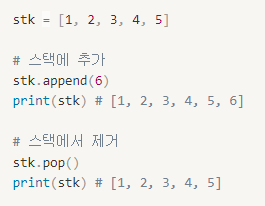 stk = [1, 2, 3, 4, 5]
# 스택에 추가
stk.append(6)
print(stk) # [1, 2, 3, 4, 5, 6]
# 스택에서 제거
stk.pop()
print(stk) # [1, 2, 3, 4, 5]